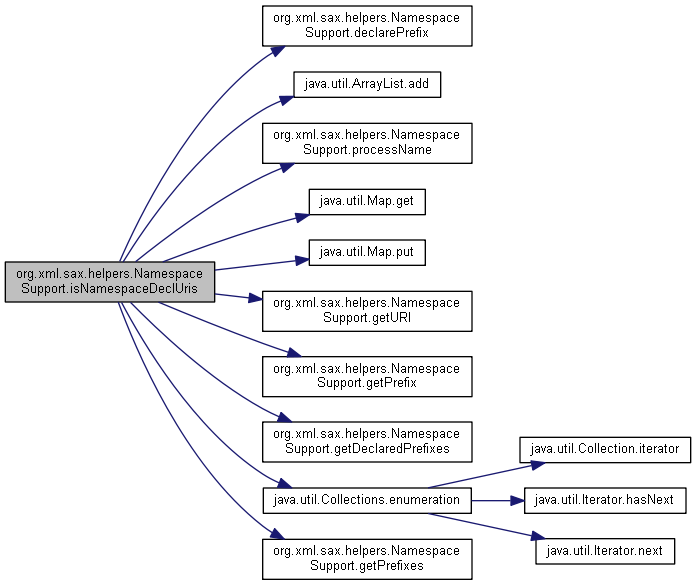 org.xml.sax.helpers.Namespace
Support.declarePrefix
java.util.ArrayList.add
org.xml.sax.helpers.Namespace
Support.processName
java.util.Map.get
java.util.Map.put
org.xml.sax.helpers.Namespace
Support.isNamespaceDeclUris
org.xml.sax.helpers.Namespace
Support.getURI
org.xml.sax.helpers.Namespace
Support.getPrefix
org.xml.sax.helpers.Namespace
Support.getDeclaredPrefixes
java.util.Collection.iterator
java.util.Collections.enumeration
java.util.Iterator.hasNext
java.util.Iterator.next
org.xml.sax.helpers.Namespace
Support.getPrefixes